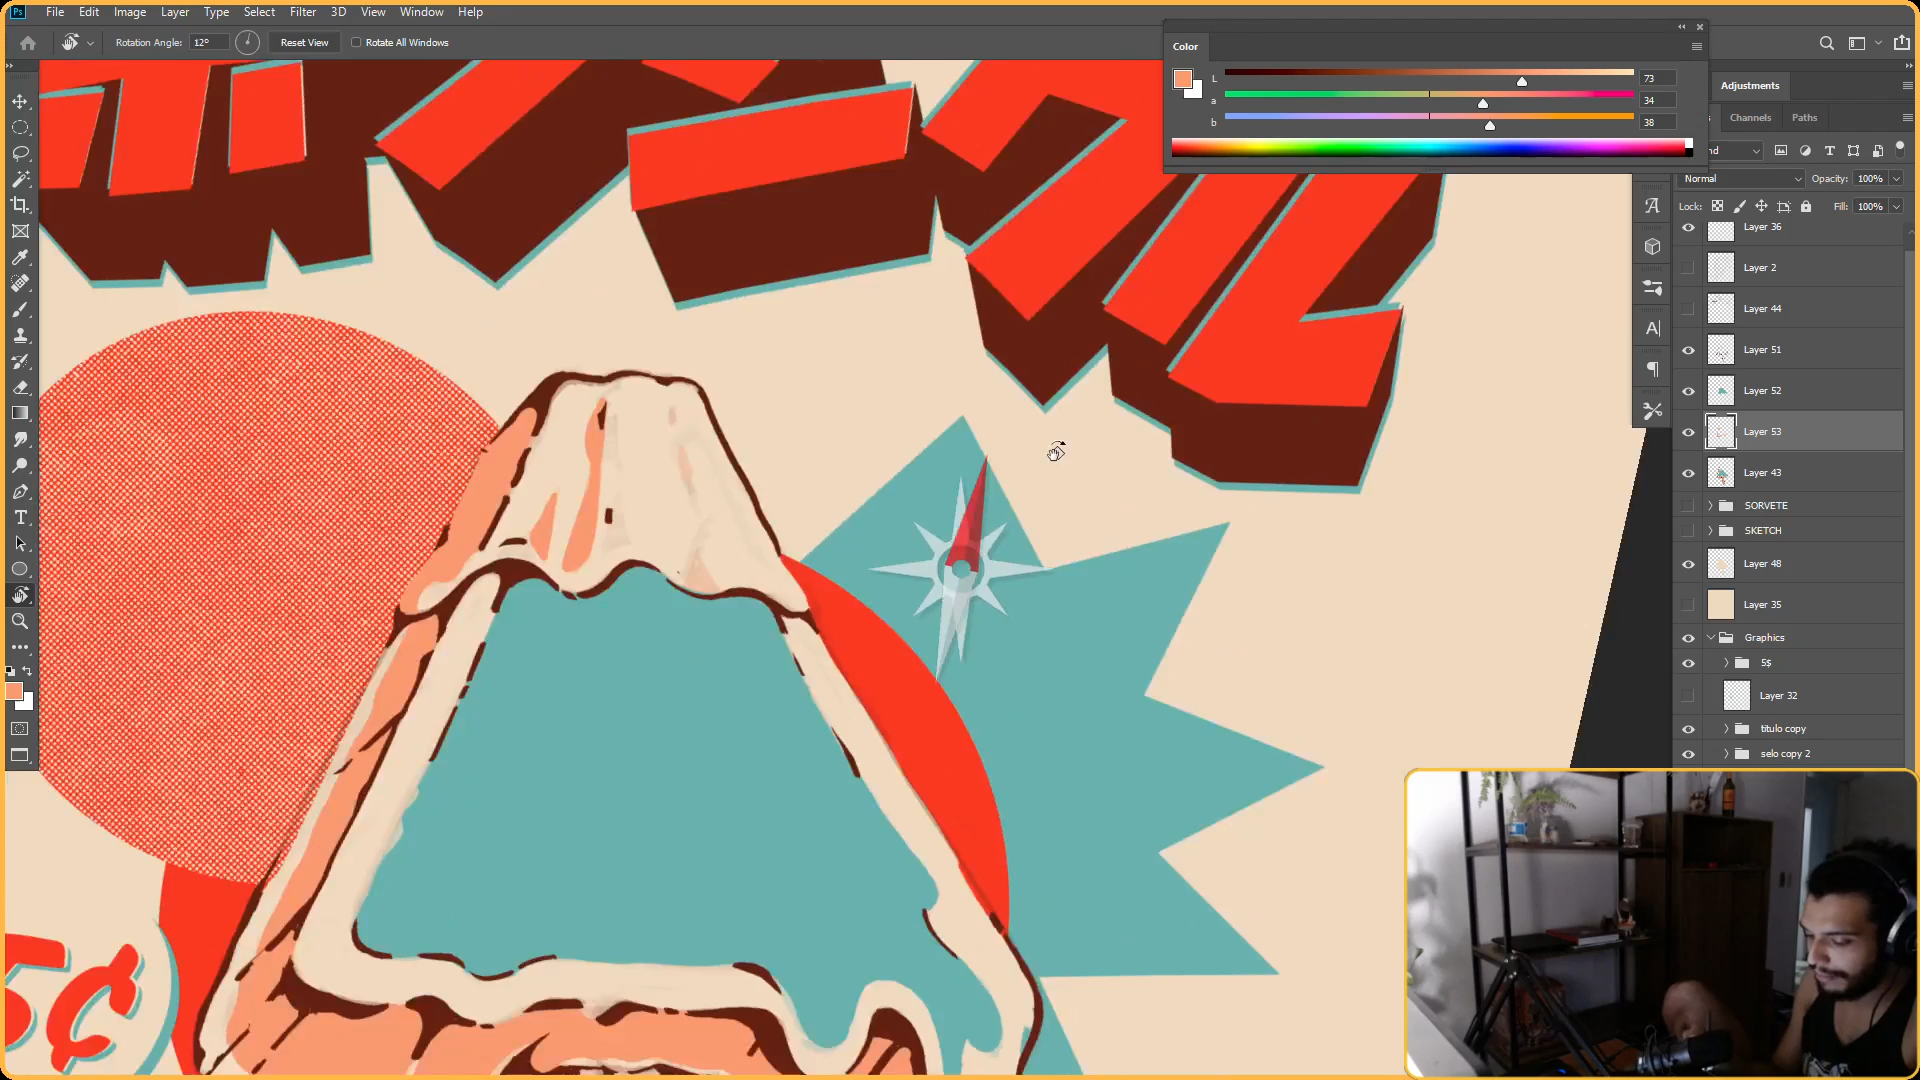 Ps File Edit Image Layer Type Select Filter 3D View Window Help
Rotation Angle: 12° Reset View Rotate All Windows
Color
L 73
a 34
b 38
Adjustments
Channels Paths
nd
Normal Opacity: 100%
Lock: Fill: 100%
Layer 36
Layer 2
Layer 44
Layer 51
Layer 52
Layer 53
Layer 43
SORVETE
SKETCH
Layer 48
Layer 35
Graphics
5$
Layer 32
titulo copy
selo copy 2
5¢